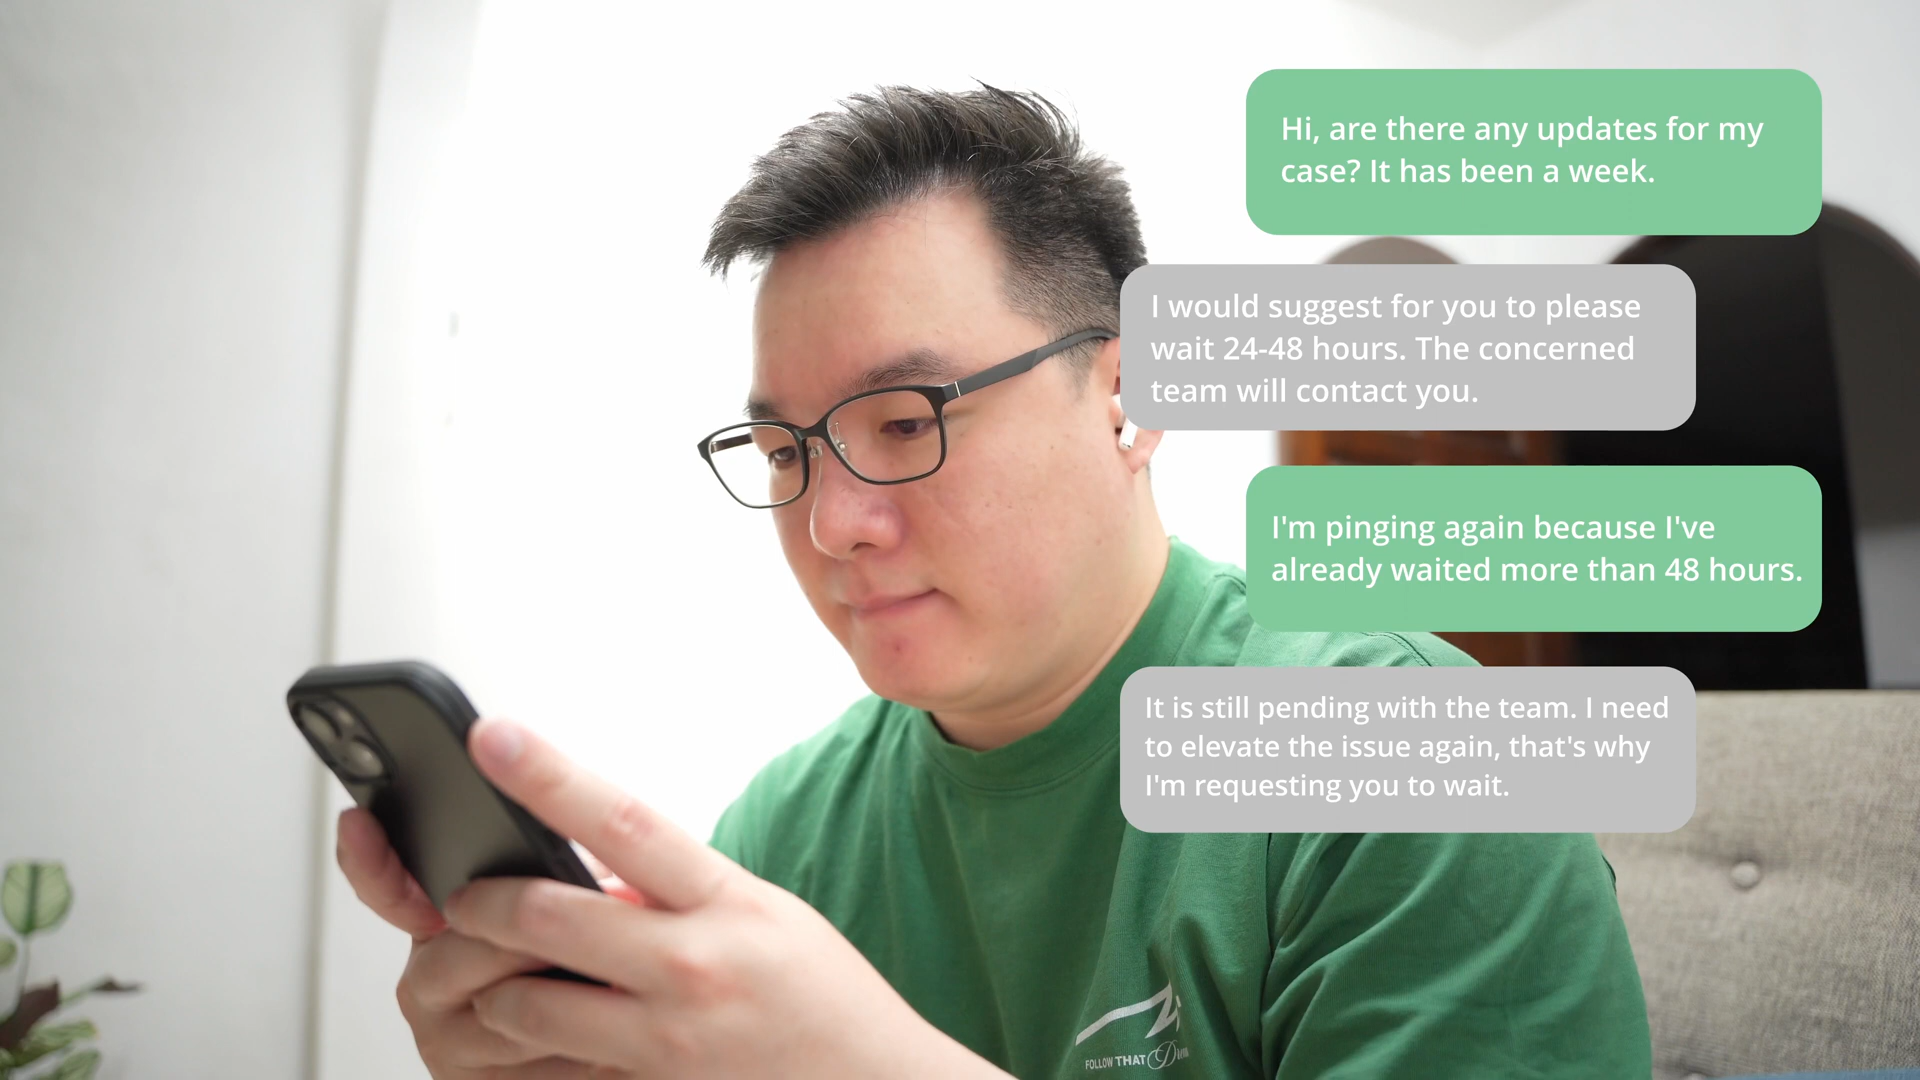 Hi, are there any updates for my
case? It has been a week.
I would suggest for you to please
wait 24-48 hours. The concerned
team will contact you.
I'm pinging again because I've
already waited more than 48 hours.
It is still pending with the team. I need
to elevate the issue again, that's why
I'm requesting you to wait.
FOLLOW THAT